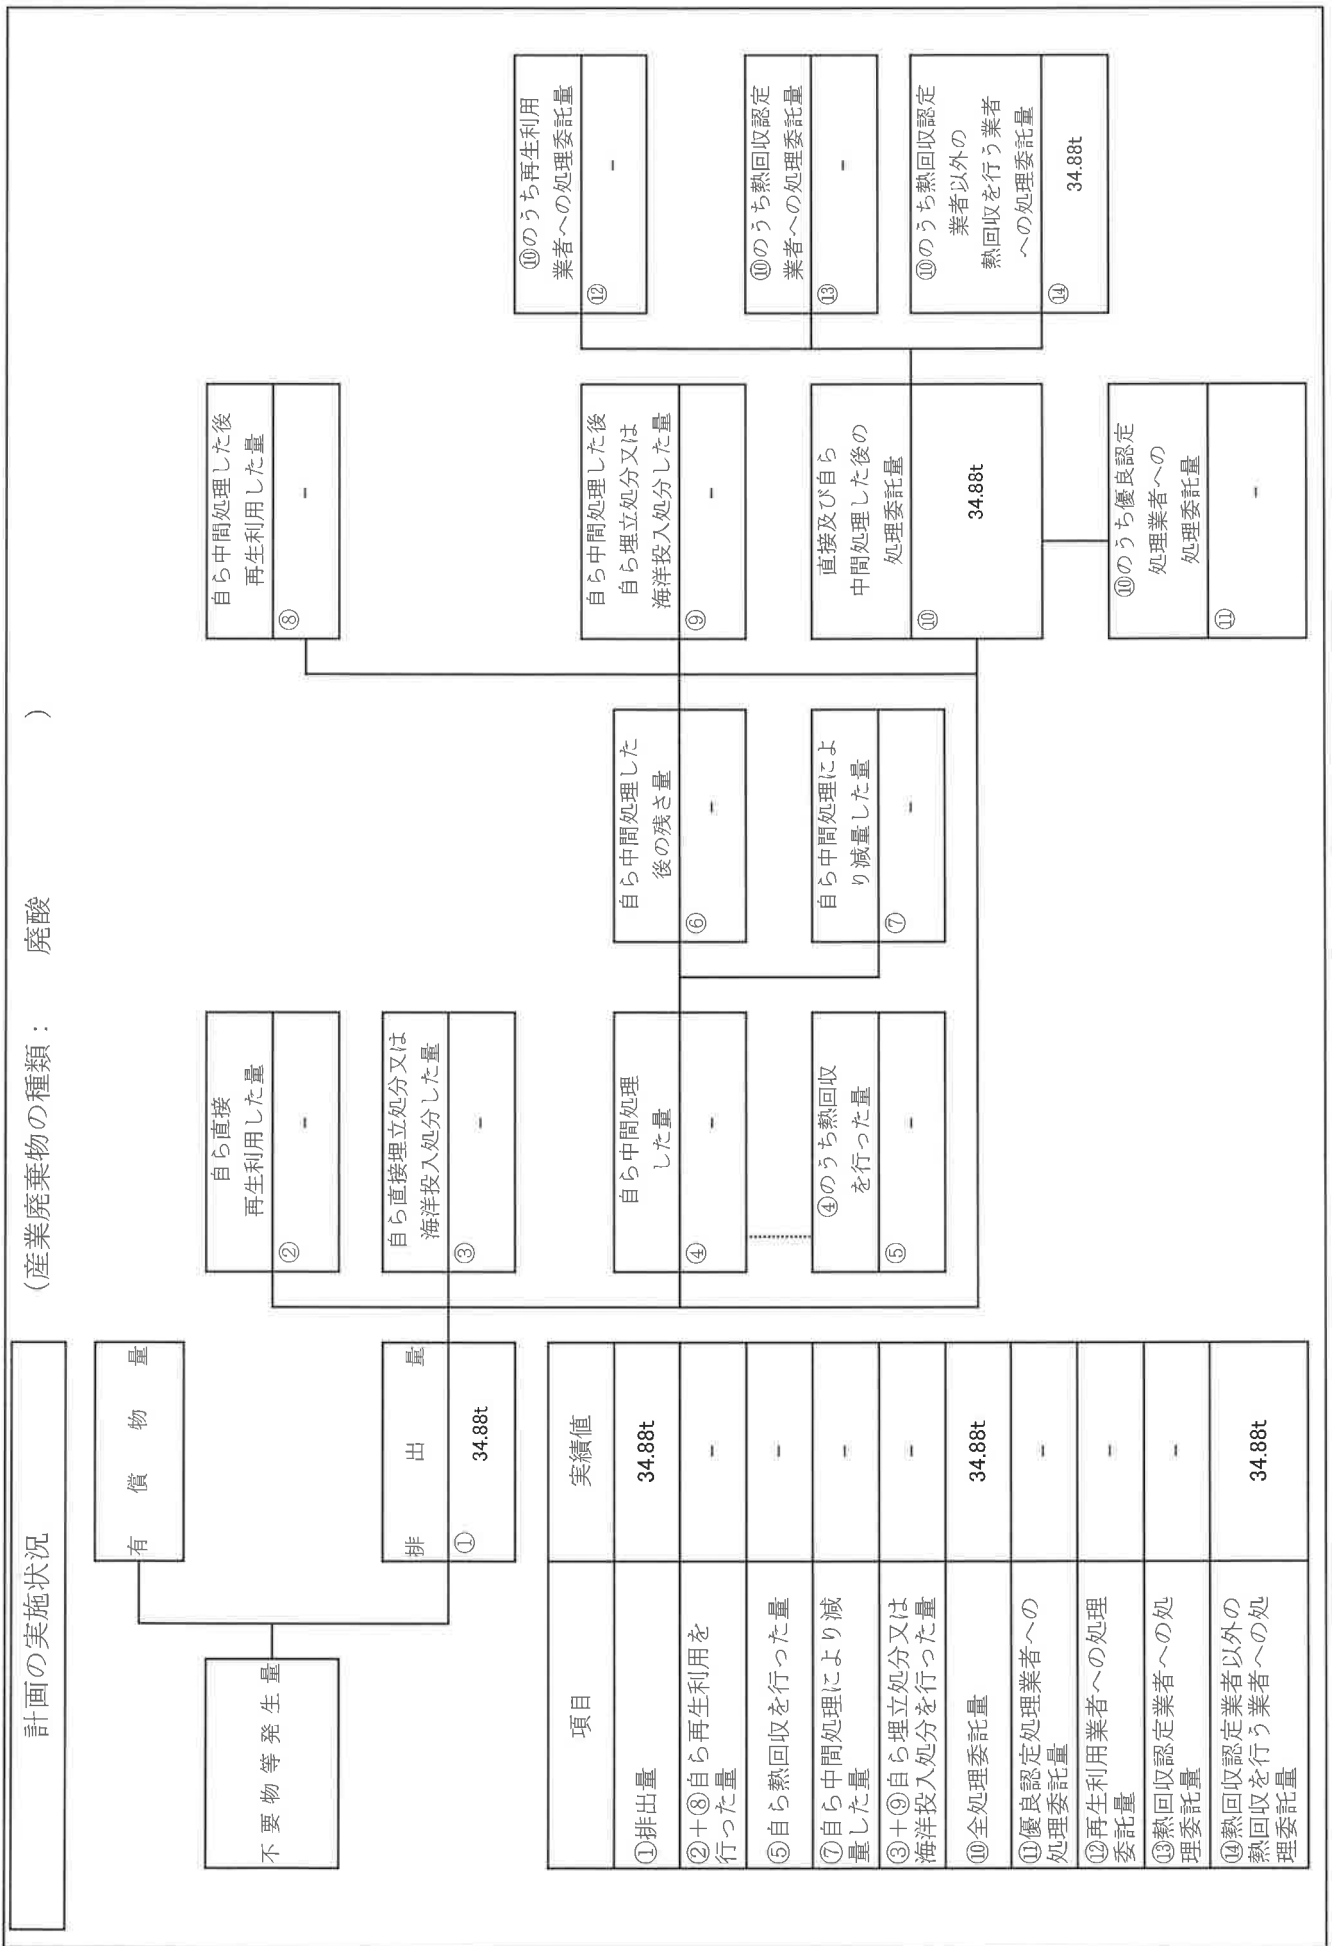 計画の実施状況
(産業廃棄物の種類: 廃酸 )
不要物等発生量
有償物量
排出量
①
34.88t
自ら直接
再生利用した量
②
-
自ら直接埋立処分又は
海洋投入処分した量
③
-
自ら中間処理
した量
④
-
④のうち熱回収
を行った量
⑤
-
自ら中間処理した
後の残さ量
⑥
-
自ら中間処理によ
り減量した量
⑦
-
自ら中間処理した後
再生利用した量
⑧
-
自ら中間処理した後
自ら埋立処分又は
海洋投入処分した量
⑨
-
直接及び自ら
中間処理した後の
処理委託量
⑩
34.88t
⑩のうち優良認定
処理業者への
処理委託量
⑪
-
⑩のうち再生利用
業者への処理委託量
⑫
-
⑩のうち熱回収認定
業者への処理委託量
⑬
-
⑩のうち熱回収認定
業者以外の
熱回収を行う業者
への処理委託量
⑭
34.88t
項目 実績値
①排出量 34.88t
②+⑧自ら再生利用を
行った量 -
⑤自ら熱回収を行った量 -
⑦自ら中間処理により減
量した量 -
③+⑨自ら埋立処分又は
海洋投入処分を行った量 -
⑩全処理委託量 34.88t
⑪優良認定処理業者への
処理委託量 -
⑫再生利用業者への処理
委託量 -
⑬熱回収認定業者への処
理委託量 -
⑭熱回収認定業者以外の
熱回収を行う業者への処
理委託量 34.88t